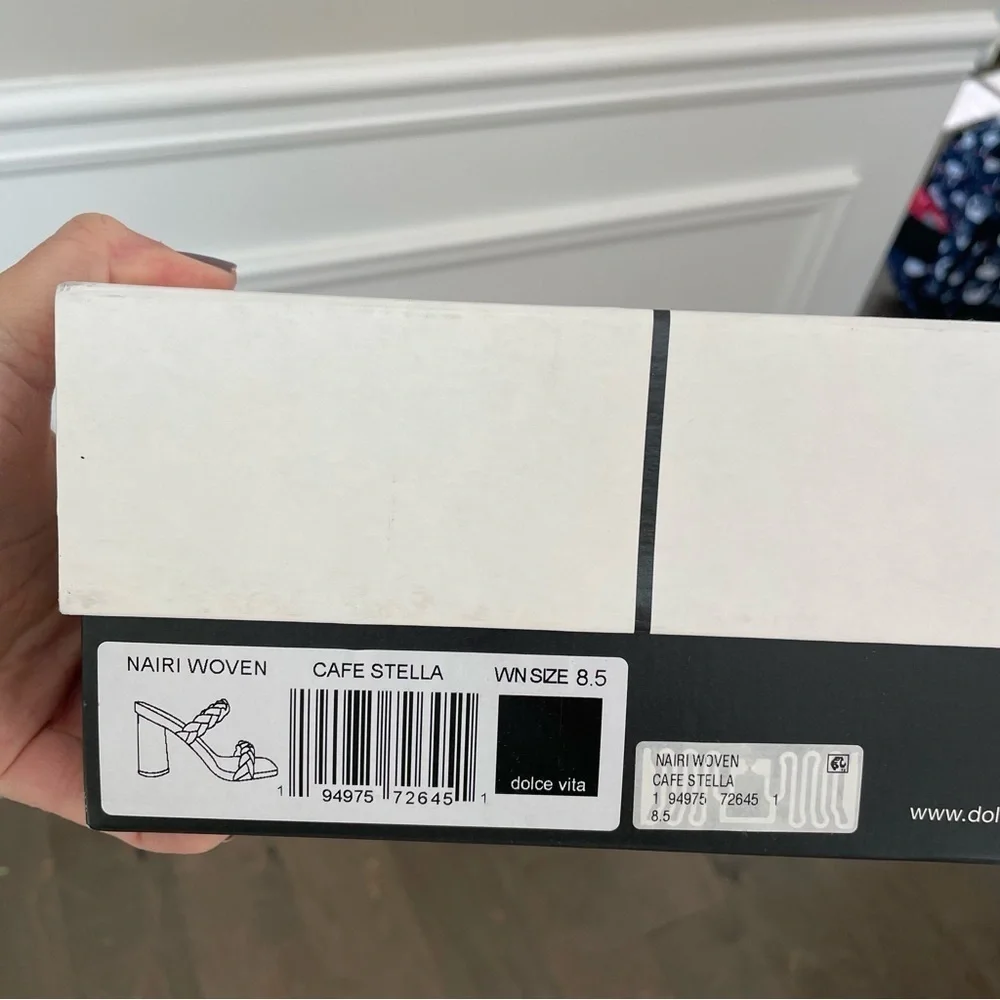 NAIRI WOVEN CAFE STELLA WN SIZE 8.5
1 94975 72645 1
dolce vita
NAIRI WOVEN
CAFE STELLA
1 94975 72645 1
8.5
www.dol